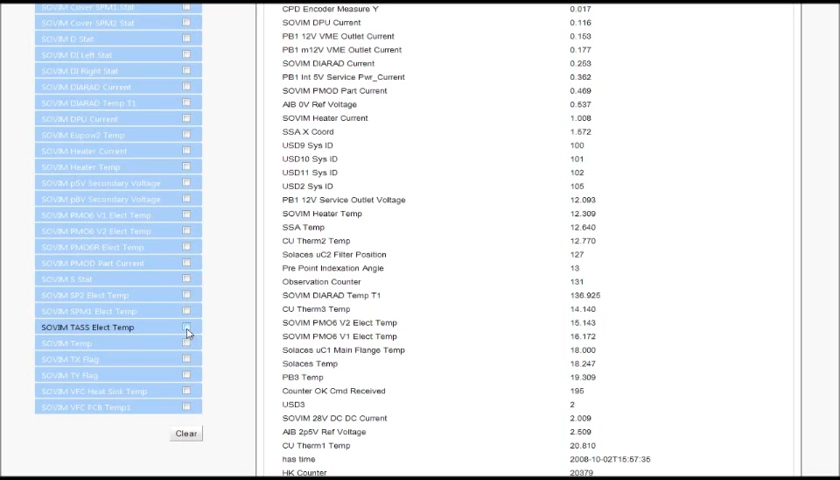 SOVIM Cover SPM1 Stat
SOVIM Cover SPM2 Stat
SOVIM D Stat
SOVIM DI Left Stat
SOVIM DI Right Stat
SOVIM DIARAD Current
SOVIM DIARAD Temp T1
SOVIM DPU Current
SOVIM Eupow2 Temp
SOVIM Heater Current
SOVIM Heater Temp
SOVIM p5V Secondary Voltage
SOVIM p8V Secondary Voltage
SOVIM PMO6 V1 Elect Temp
SOVIM PMO6 V2 Elect Temp
SOVIM PMO6R Elect Temp
SOVIM PMOD Part Current
SOVIM S Stat
SOVIM SP2 Elect Temp
SOVIM SPM1 Elect Temp
SOVIM TASS Elect Temp
SOVIM Temp
SOVIM TX Flag
SOVIM TY Flag
SOVIM VFC Heat Sink Temp
SOVIM VFC PCB Temp1
Clear
CPD Encoder Measure Y 0.017
SOVIM DPU Current 0.116
PB1 12V VME Outlet Current 0.153
PB1 m12V VME Outlet Current 0.177
SOVIM DIARAD Current 0.253
PB1 Int 5V Service Pwr_Current 0.362
SOVIM PMOD Part Current 0.469
AIB 0V Ref Voltage 0.537
SOVIM Heater Current 1.008
SSA X Coord 1.572
USD9 Sys ID 100
USD10 Sys ID 101
USD11 Sys ID 102
USD2 Sys ID 105
PB1 12V Service Outlet Voltage 12.093
SOVIM Heater Temp 12.309
SSA Temp 12.640
CU Therm2 Temp 12.770
Solaces uC2 Filter Position 127
Pre Point Indexation Angle 13
Observation Counter 131
SOVIM DIARAD Temp T1 136.925
CU Therm3 Temp 14.140
SOVIM PMO6 V2 Elect Temp 15.143
SOVIM PMO6 V1 Elect Temp 16.172
Solaces uC1 Main Flange Temp 18.000
Solaces Temp 18.247
PB3 Temp 19.309
Counter OK Cmd Received 195
USD3 2
SOVIM 28V DC DC Current 2.009
AIB 2p5V Ref Voltage 2.509
CU Therm1 Temp 20.810
has time 2008-10-02T15:57:35
HK Counter 20379